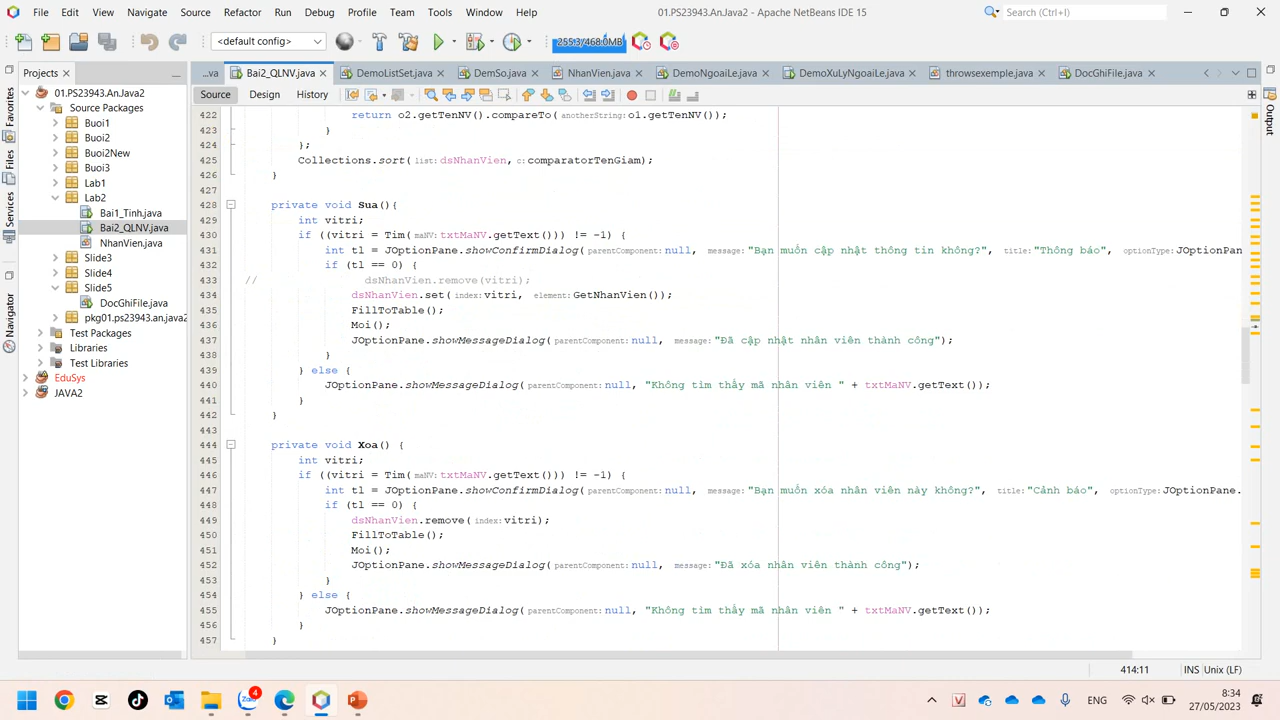 File Edit View Navigate Source Refactor Run Debug Profile Team Tools Window Help 01.PS23943.AnJava2 - Apache NetBeans IDE 15 Search (Ctrl+I)
<default config> 255.3/468.0MB
Projects ...va Bai2_QLNV.java DemoListSet.java DemSo.java NhanVien.java DemoNgoaiLe.java DemoXuLyNgoaiLe.java throwsexemple.java DocGhiFile.java
Source Design History
Favorites
Files
Services
Navigator
Output
01.PS23943.An.Java2
Source Packages
Buoi1
Buoi2
Buoi2New
Buoi3
Lab1
Lab2
Bai1_Tinh.java
Bai2_QLNV.java
NhanVien.java
Slide3
Slide4
Slide5
DocGhiFile.java
pkg01.ps23943.an.java2
Test Packages
Libraries
Test Libraries
EduSys
JAVA2
422 return o2.getTenNV().compareTo(anotherString:o1.getTenNV());
423 }
424 };
425 Collections.sort(list:dsNhanVien, c:comparatorTenGiam);
426 }
427
428 private void Sua(){
429 int vitri;
430 if ((vitri = Tim(maNV:txtMaNV.getText())) != -1) {
431 int tl = JOptionPane.showConfirmDialog(parentComponent:null, message:"Bạn muốn cập nhật thông tin không?", title:"Thông báo", optionType:JOptionPan
432 if (tl == 0) {
433 // dsNhanVien.remove(vitri);
434 dsNhanVien.set(index:vitri, element:GetNhanVien());
435 FillToTable();
436 Moi();
437 JOptionPane.showMessageDialog(parentComponent:null, message:"Đã cập nhật nhân viên thành công");
438 }
439 } else {
440 JOptionPane.showMessageDialog(parentComponent:null, "Không tìm thấy mã nhân viên " + txtMaNV.getText());
441 }
442 }
443
444 private void Xoa() {
445 int vitri;
446 if ((vitri = Tim(maNV:txtMaNV.getText())) != -1) {
447 int tl = JOptionPane.showConfirmDialog(parentComponent:null, message:"Bạn muốn xóa nhân viên này không?", title:"Cảnh báo", optionType:JOptionPane.
448 if (tl == 0) {
449 dsNhanVien.remove(index:vitri);
450 FillToTable();
451 Moi();
452 JOptionPane.showMessageDialog(parentComponent:null, message:"Đã xóa nhân viên thành công");
453 }
454 } else {
455 JOptionPane.showMessageDialog(parentComponent:null, "Không tìm thấy mã nhân viên " + txtMaNV.getText());
456 }
457 }
414:11 INS Unix (LF)
Zalo 4 ENG 8:34
27/05/2023